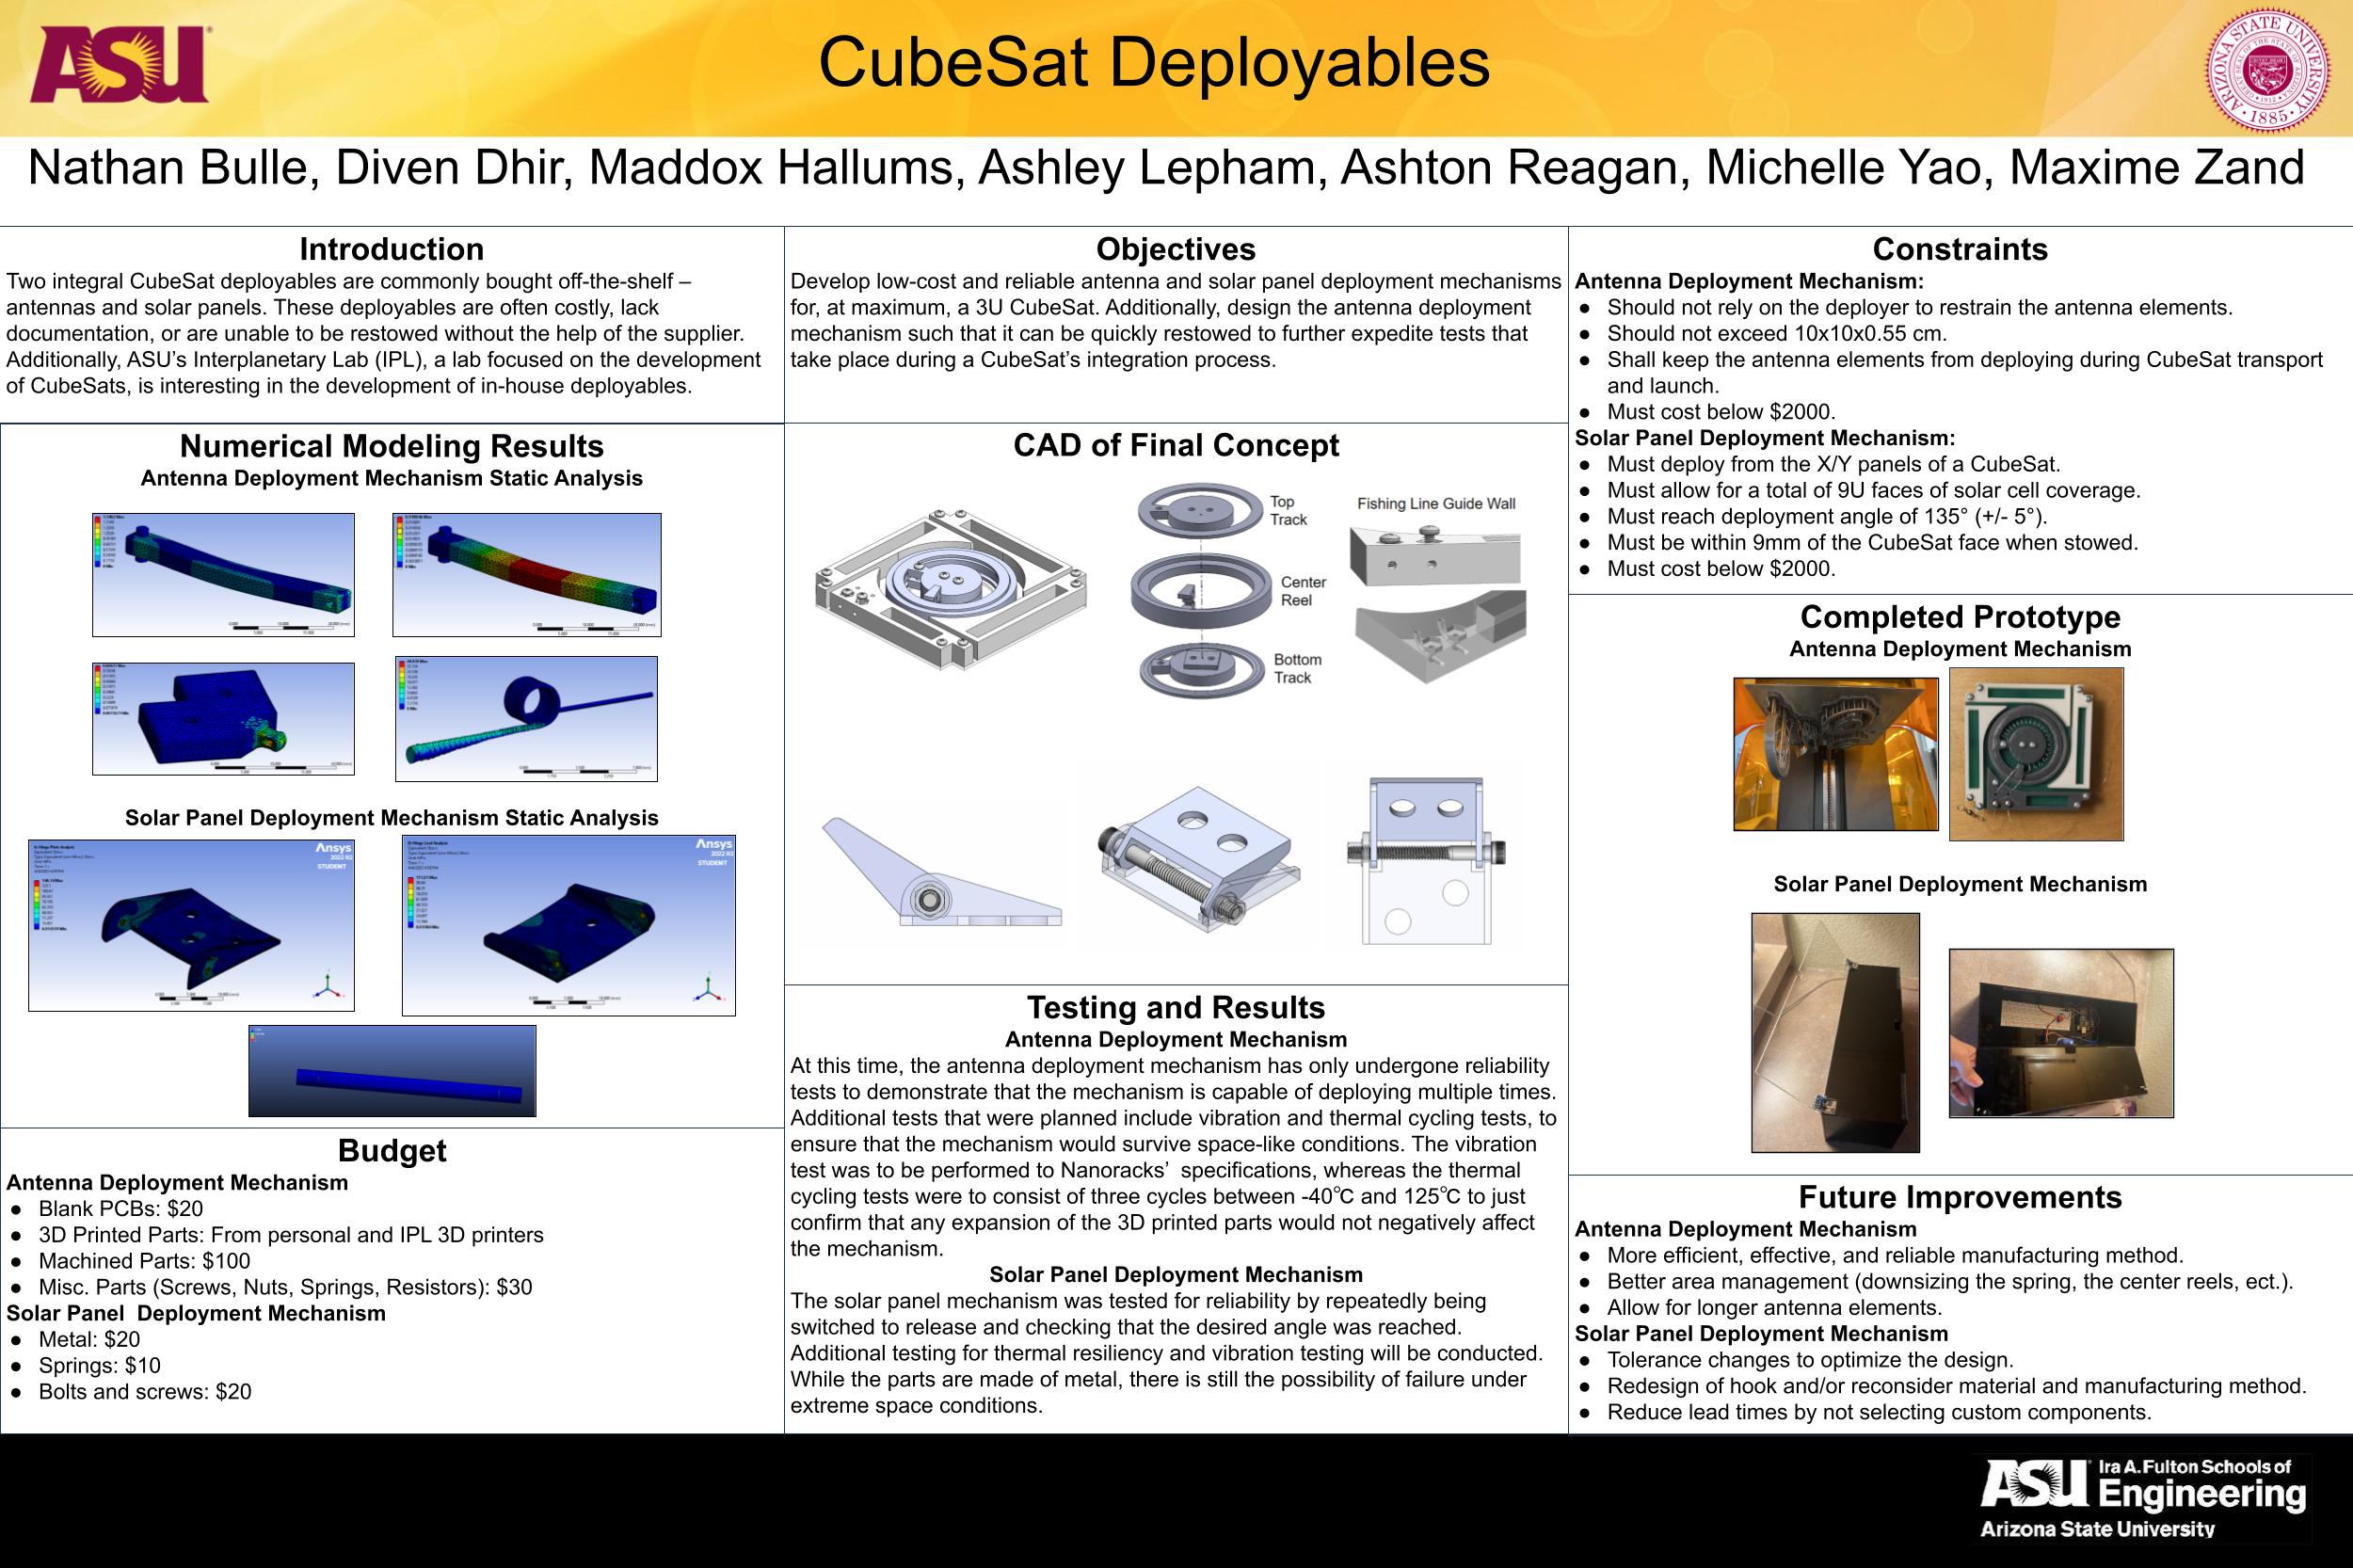 ASU
CubeSat Deployables
ARIZONA STATE UNIVERSITY
1885
Nathan Bulle, Diven Dhir, Maddox Hallums, Ashley Lepham, Ashton Reagan, Michelle Yao, Maxime Zand
Introduction
Two integral CubeSat deployables are commonly bought off-the-shelf –
antennas and solar panels. These deployables are often costly, lack
documentation, or are unable to be restowed without the help of the supplier.
Additionally, ASU’s Interplanetary Lab (IPL), a lab focused on the development
of CubeSats, is interesting in the development of in-house deployables.
Numerical Modeling Results
Antenna Deployment Mechanism Static Analysis
Solar Panel Deployment Mechanism Static Analysis
Ansys
2022 R2
STUDENT
Ansys
2022 R2
STUDENT
Budget
Antenna Deployment Mechanism
● Blank PCBs: $20
● 3D Printed Parts: From personal and IPL 3D printers
● Machined Parts: $100
● Misc. Parts (Screws, Nuts, Springs, Resistors): $30
Solar Panel  Deployment Mechanism
● Metal: $20
● Springs: $10
● Bolts and screws: $20
Objectives
Develop low-cost and reliable antenna and solar panel deployment mechanisms
for, at maximum, a 3U CubeSat. Additionally, design the antenna deployment
mechanism such that it can be quickly restowed to further expedite tests that
take place during a CubeSat’s integration process.
CAD of Final Concept
Top
Track
Center
Reel
Bottom
Track
Fishing Line Guide Wall
Testing and Results
Antenna Deployment Mechanism
At this time, the antenna deployment mechanism has only undergone reliability
tests to demonstrate that the mechanism is capable of deploying multiple times.
Additional tests that were planned include vibration and thermal cycling tests, to
ensure that the mechanism would survive space-like conditions. The vibration
test was to be performed to Nanoracks’  specifications, whereas the thermal
cycling tests were to consist of three cycles between -40℃ and 125℃ to just
confirm that any expansion of the 3D printed parts would not negatively affect
the mechanism.
Solar Panel Deployment Mechanism
The solar panel mechanism was tested for reliability by repeatedly being
switched to release and checking that the desired angle was reached.
Additional testing for thermal resiliency and vibration testing will be conducted.
While the parts are made of metal, there is still the possibility of failure under
extreme space conditions.
Constraints
Antenna Deployment Mechanism:
● Should not rely on the deployer to restrain the antenna elements.
● Should not exceed 10x10x0.55 cm.
● Shall keep the antenna elements from deploying during CubeSat transport
and launch.
● Must cost below $2000.
Solar Panel Deployment Mechanism:
● Must deploy from the X/Y panels of a CubeSat.
● Must allow for a total of 9U faces of solar cell coverage.
● Must reach deployment angle of 135° (+/- 5°).
● Must be within 9mm of the CubeSat face when stowed.
● Must cost below $2000.
Completed Prototype
Antenna Deployment Mechanism
Solar Panel Deployment Mechanism
Future Improvements
Antenna Deployment Mechanism
● More efficient, effective, and reliable manufacturing method.
● Better area management (downsizing the spring, the center reels, ect.).
● Allow for longer antenna elements.
Solar Panel Deployment Mechanism
● Tolerance changes to optimize the design.
● Redesign of hook and/or reconsider material and manufacturing method.
● Reduce lead times by not selecting custom components.
ASU Ira A. Fulton Schools of
Engineering
Arizona State University